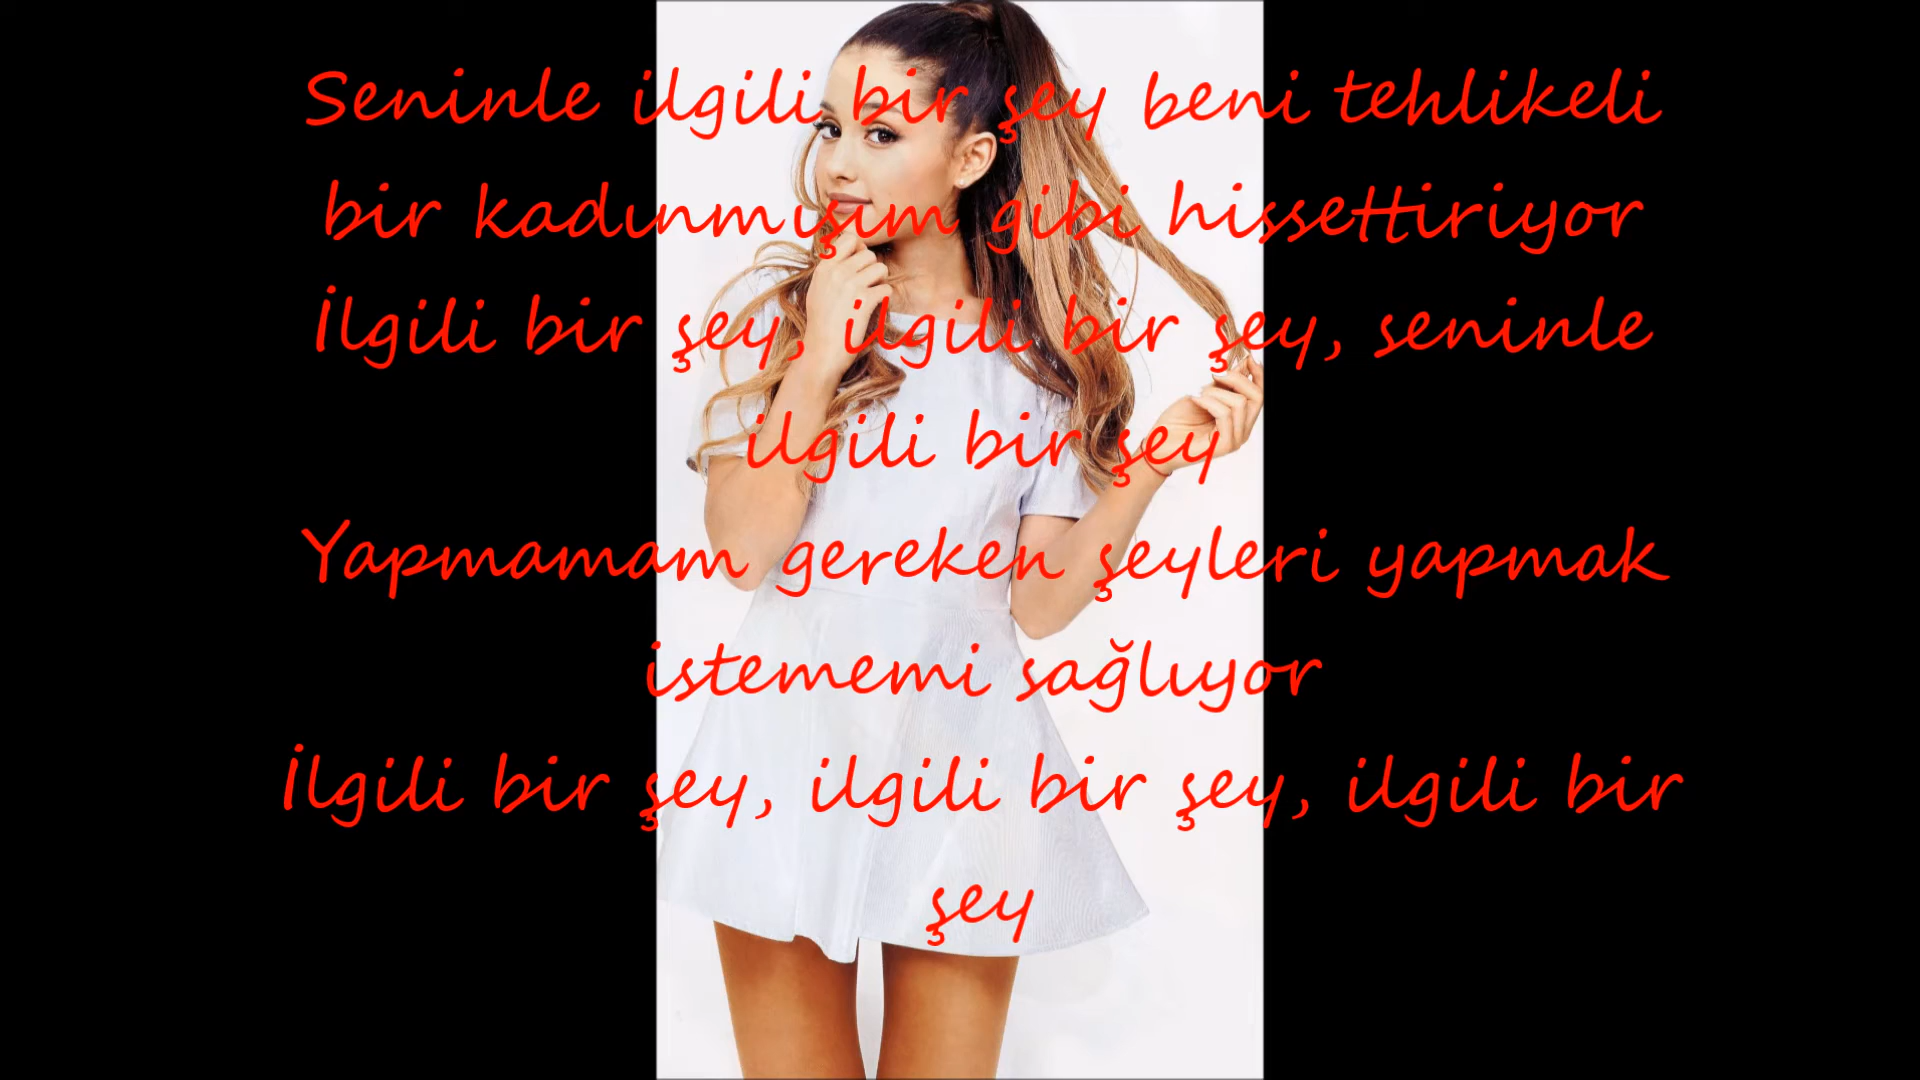 Seninle ilgili bir şey beni tehlikeli
bir kadınmışım gibi hissettiriyor
İlgili bir şey, ilgili bir şey, seninle
ilgili bir şey
Yapmamam gereken şeyleri yapmak
istememi sağlıyor
İlgili bir şey, ilgili bir şey, ilgili bir
şey